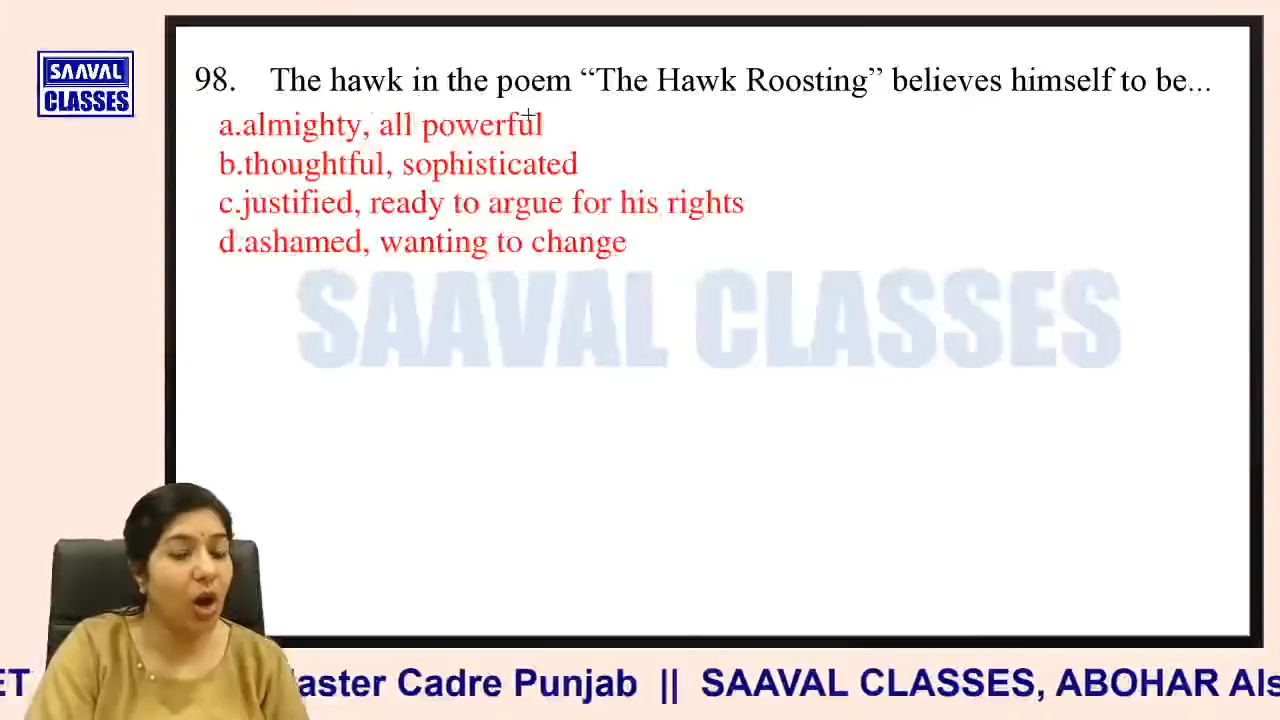 SAAVAL
CLASSES
98. The hawk in the poem “The Hawk Roosting” believes himself to be...
a.almighty, all powerful
b.thoughtful, sophisticated
c.justified, ready to argue for his rights
d.ashamed, wanting to change
SAAVAL CLASSES
ET aster Cadre Punjab || SAAVAL CLASSES, ABOHAR Als